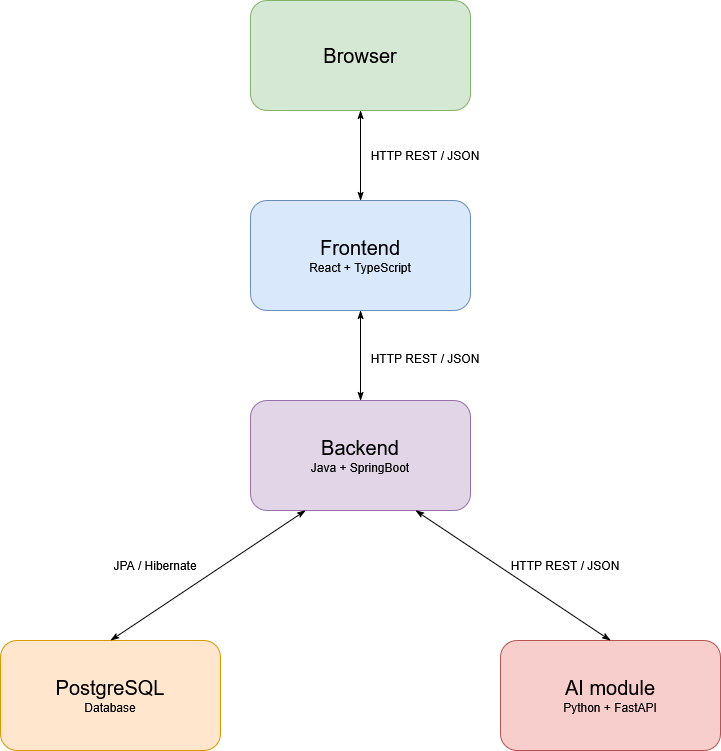 Browser
HTTP REST / JSON
Frontend
React + TypeScript
HTTP REST / JSON
Backend
Java + SpringBoot
JPA / Hibernate
HTTP REST / JSON
PostgreSQL
Database
AI module
Python + FastAPI